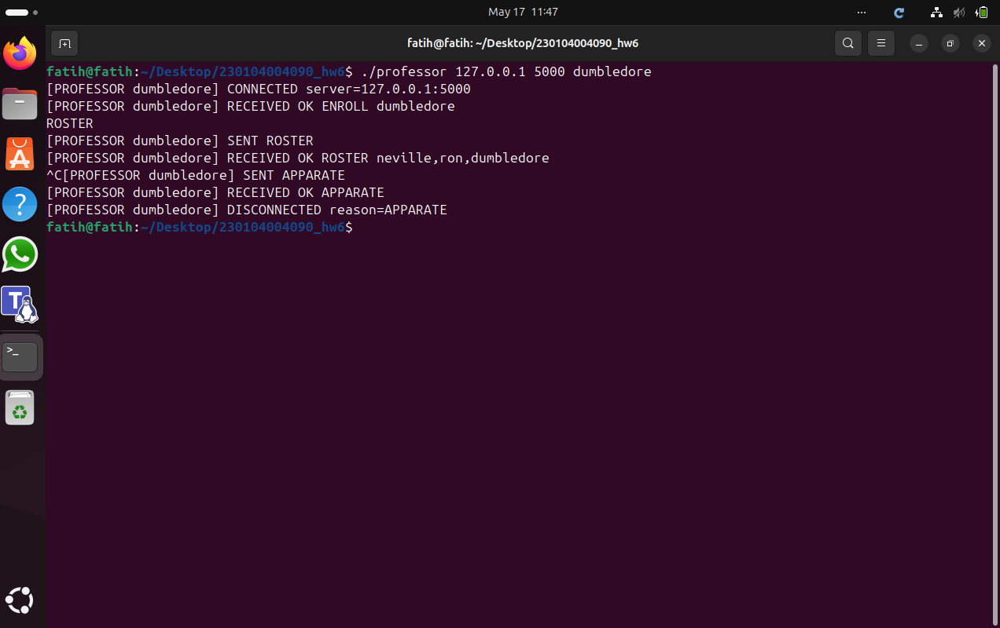 May 17 11:47
fatih@fatih: ~/Desktop/230104004090_hw6
fatih@fatih:~/Desktop/230104004090_hw6$ ./professor 127.0.0.1 5000 dumbledore
[PROFESSOR dumbledore] CONNECTED server=127.0.0.1:5000
[PROFESSOR dumbledore] RECEIVED OK ENROLL dumbledore
ROSTER
[PROFESSOR dumbledore] SENT ROSTER
[PROFESSOR dumbledore] RECEIVED OK ROSTER neville,ron,dumbledore
^C[PROFESSOR dumbledore] SENT APPARATE
[PROFESSOR dumbledore] RECEIVED OK APPARATE
[PROFESSOR dumbledore] DISCONNECTED reason=APPARATE
fatih@fatih:~/Desktop/230104004090_hw6$